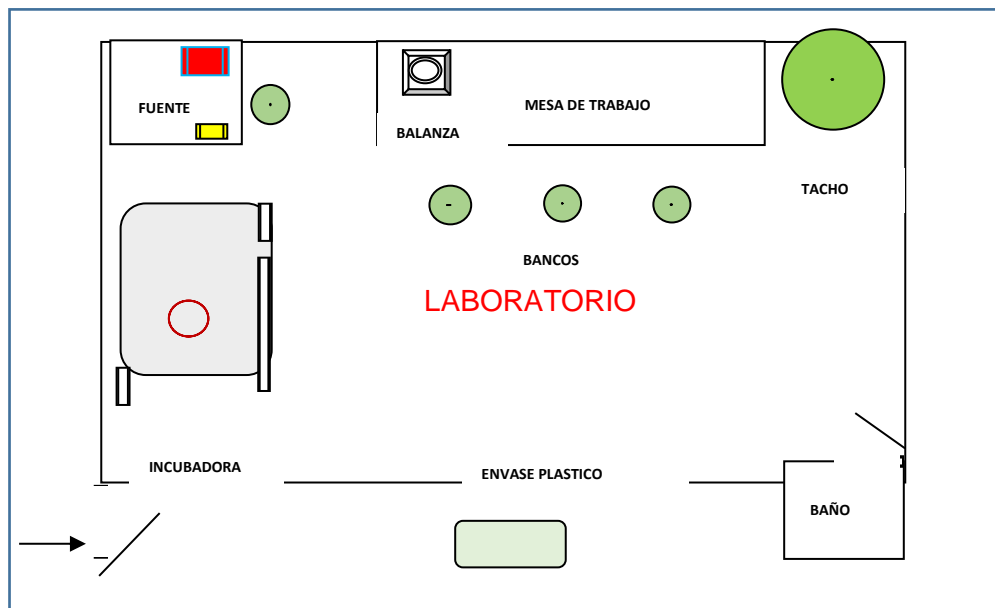 FUENTE
MESA DE TRABAJO
BALANZA
TACHO
BANCOS
LABORATORIO
INCUBADORA
ENVASE PLASTICO
BAÑO